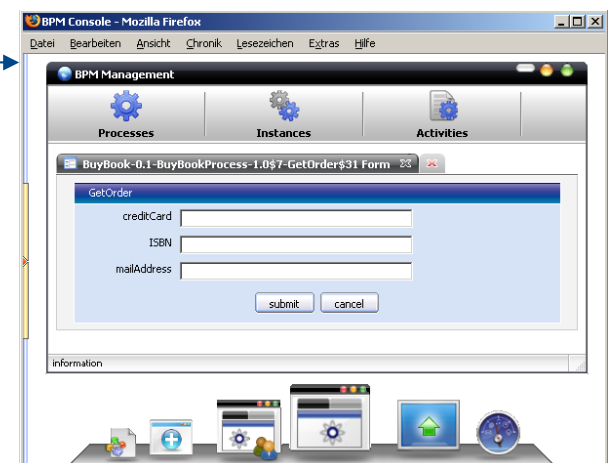 BPM Console - Mozilla Firefox
Datei Bearbeiten Ansicht Chronik Lesezeichen Extras Hilfe
BPM Management
Processes Instances Activities
BuyBook-0.1-BuyBookProcess-1.0$7-GetOrder$31 Form
GetOrder
creditCard
ISBN
mailAddress
submit cancel
information